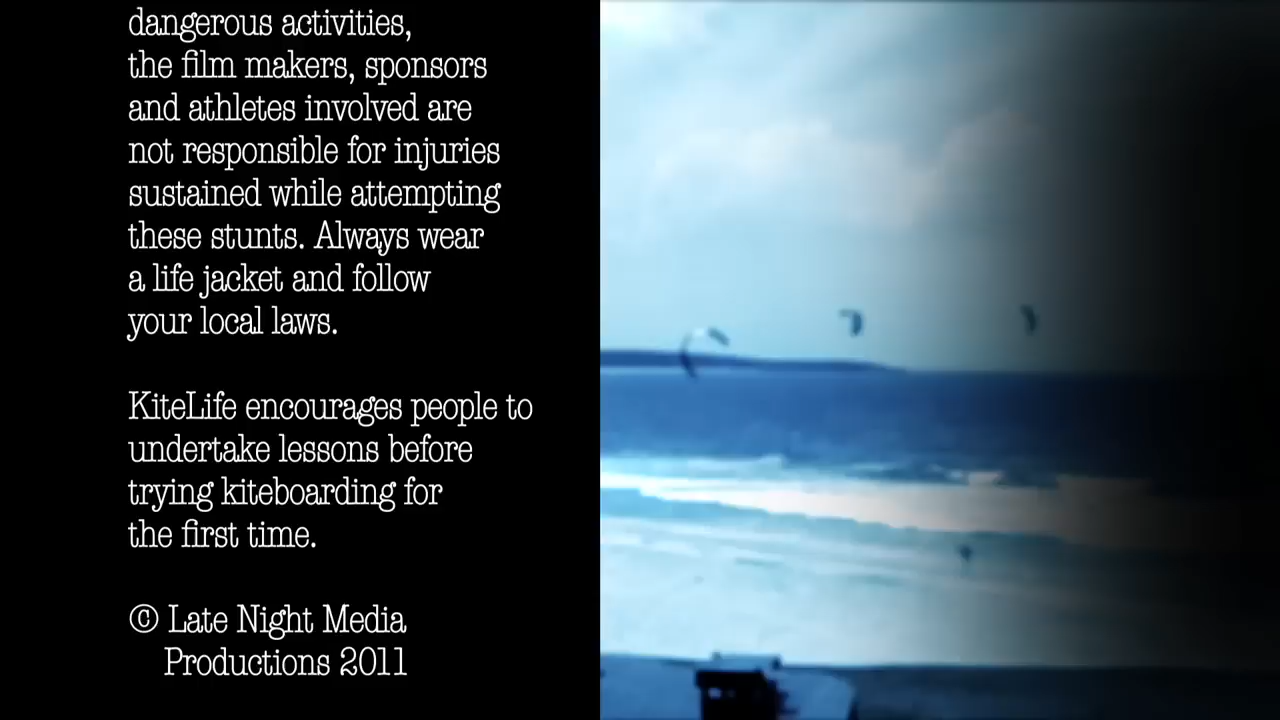 dangerous activities,
the film makers, sponsors
and athletes involved are
not responsible for injuries
sustained while attempting
these stunts. Always wear
a life jacket and follow
your local laws.
KiteLife encourages people to
undertake lessons before
trying kiteboarding for
the first time.
© Late Night Media
Productions 2011